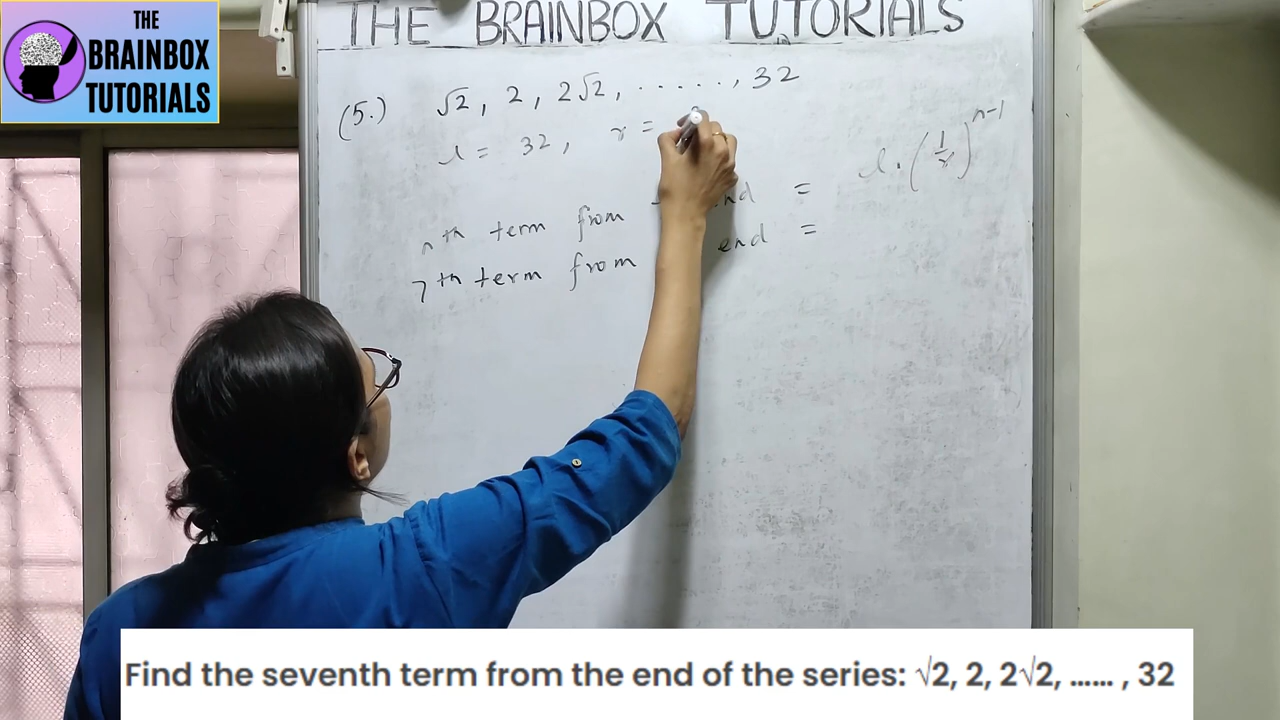 THE
BRAINBOX
TUTORIALS
THE BRAINBOX TUTORIALS
(5.) √2, 2, 2√2, ......, 32
l = 32, r =
nth term from end = l. (1/r)^n-1
7th term from end =
Find the seventh term from the end of the series: √2, 2, 2√2, ...... , 32